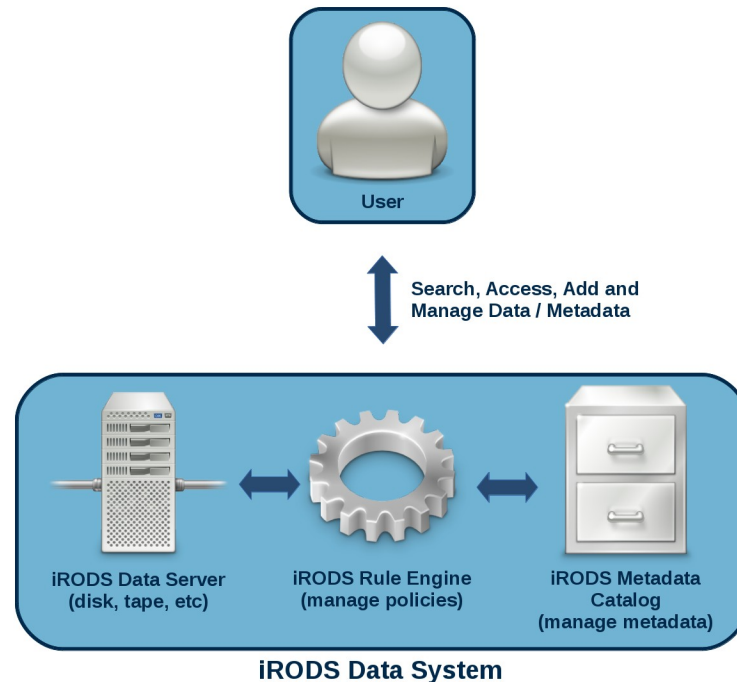 User
Search, Access, Add and
Manage Data / Metadata
iRODS Data Server
(disk, tape, etc)
iRODS Rule Engine
(manage policies)
iRODS Metadata
Catalog
(manage metadata)
iRODS Data System